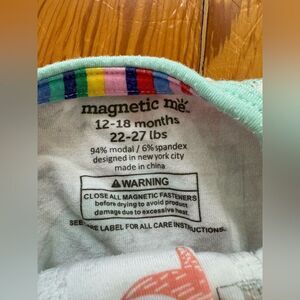 magnetic me
12-18 months
22-27 lbs
94% modal / 6% spandex
designed in new york city
made in china
WARNING
CLOSE ALL MAGNETIC FASTENERS
before drying to avoid product
damage due to excessive heat.
SEE CARE LABEL FOR ALL CARE INSTRUCTIONS.